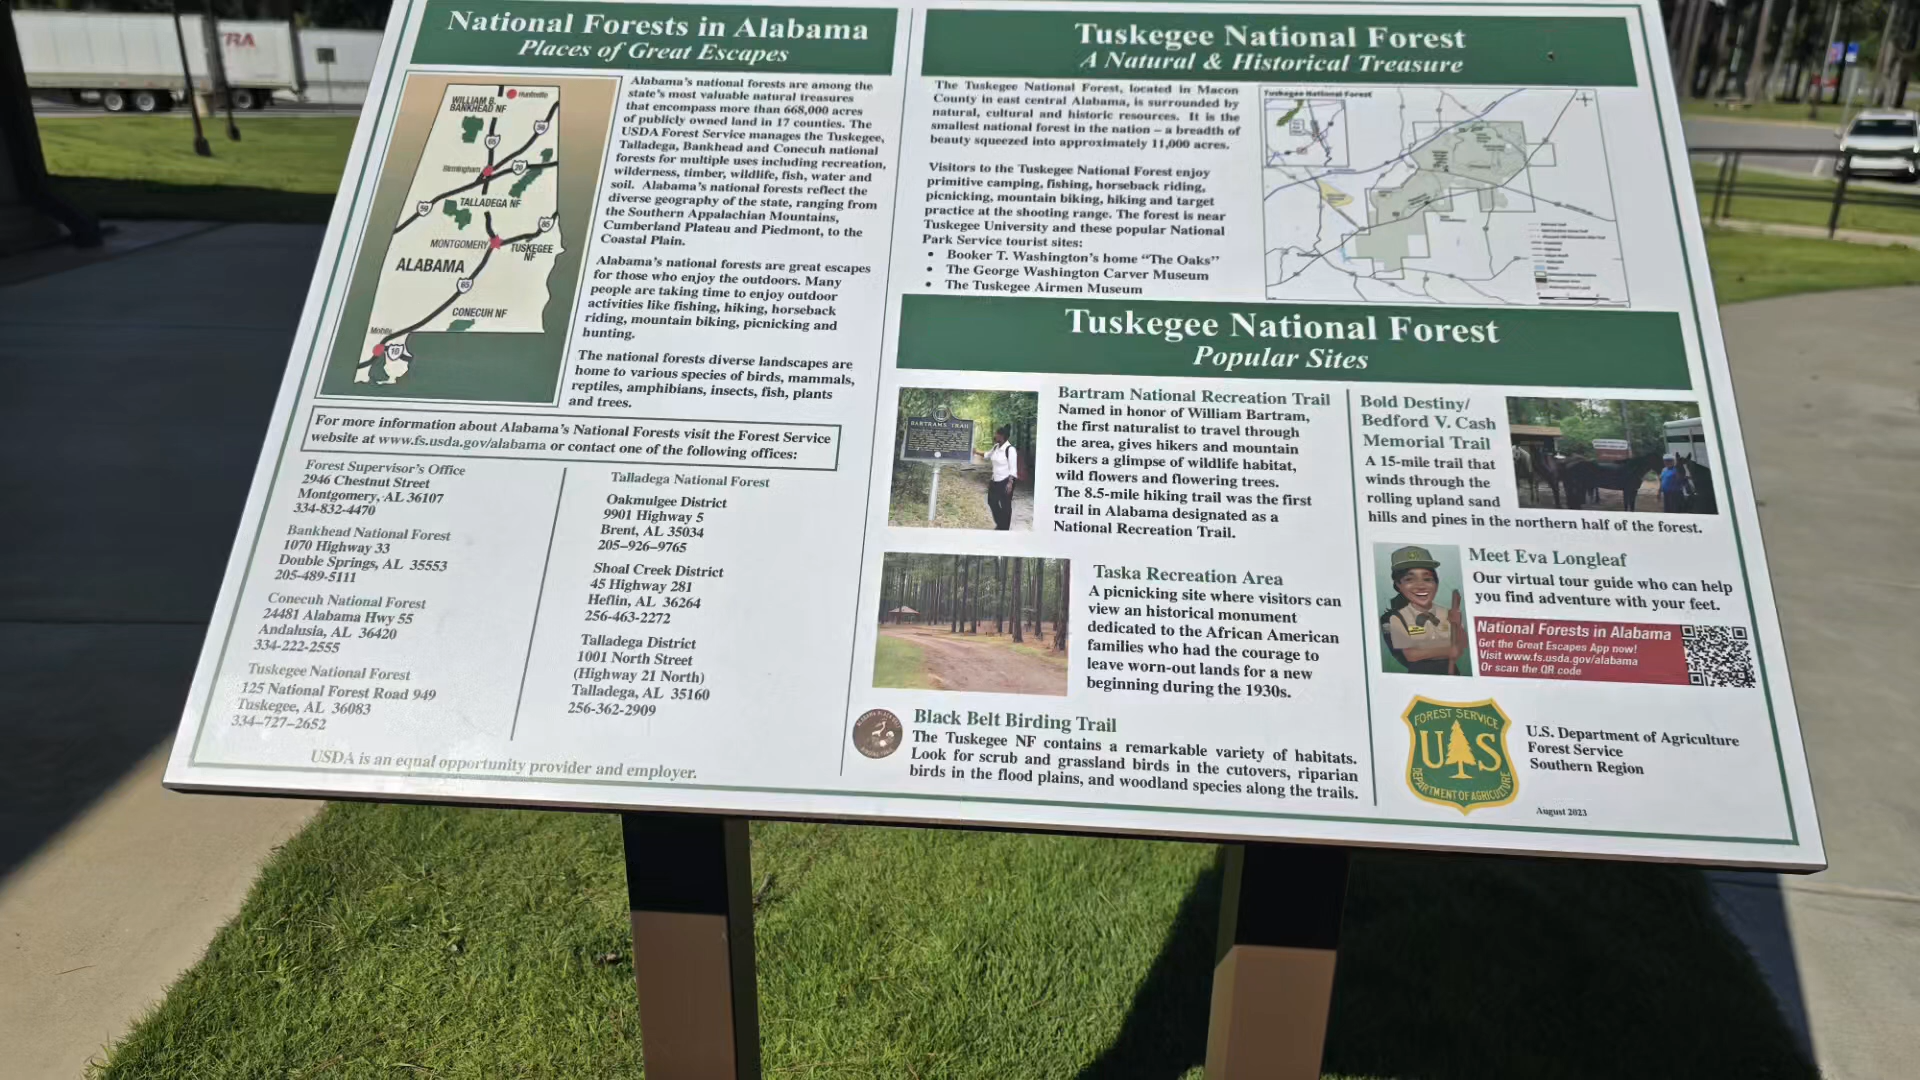 National Forests in Alabama
Places of Great Escapes
WILLIAM B.
BANKHEAD NF
Huntsville
59
65
Birmingham
20
59
TALLADEGA NF
85
MONTGOMERY
TUSKEGEE
NF
ALABAMA
65
CONECUH NF
Mobile
10
Alabama's national forests are among the
state's most valuable natural treasures
that encompass more than 668,000 acres
of publicly owned land in 17 counties. The
USDA Forest Service manages the Tuskegee,
Talladega, Bankhead and Conecuh national
forests for multiple uses including recreation,
wilderness, timber, wildlife, fish, water and
soil. Alabama's national forests reflect the
diverse geography of the state, ranging from
the Southern Appalachian Mountains,
Cumberland Plateau and Piedmont, to the
Coastal Plain.
Alabama's national forests are great escapes
for those who enjoy the outdoors. Many
people are taking time to enjoy outdoor
activities like fishing, hiking, horseback
riding, mountain biking, picnicking and
hunting.
The national forests diverse landscapes are
home to various species of birds, mammals,
reptiles, amphibians, insects, fish, plants
and trees.
For more information about Alabama's National Forests visit the Forest Service
website at www.fs.usda.gov/alabama or contact one of the following offices:
Forest Supervisor's Office
2946 Chestnut Street
Montgomery, AL 36107
334-832-4470
Bankhead National Forest
1070 Highway 33
Double Springs, AL 35553
205-489-5111
Conecuh National Forest
24481 Alabama Hwy 55
Andalusia, AL 36420
334-222-2555
Tuskegee National Forest
125 National Forest Road 949
Tuskegee, AL 36083
334–727–2652
Talladega National Forest
Oakmulgee District
9901 Highway 5
Brent, AL 35034
205–926–9765
Shoal Creek District
45 Highway 281
Heflin, AL 36264
256-463-2272
Talladega District
1001 North Street
(Highway 21 North)
Talladega, AL 35160
256-362-2909
USDA is an equal opportunity provider and employer.
Tuskegee National Forest
A Natural & Historical Treasure
The Tuskegee National Forest, located in Macon
County in east central Alabama, is surrounded by
natural, cultural and historic resources. It is the
smallest national forest in the nation – a breadth of
beauty squeezed into approximately 11,000 acres.
Visitors to the Tuskegee National Forest enjoy
primitive camping, fishing, horseback riding,
picnicking, mountain biking, hiking and target
practice at the shooting range. The forest is near
Tuskegee University and these popular National
Park Service tourist sites:
• Booker T. Washington's home "The Oaks"
• The George Washington Carver Museum
• The Tuskegee Airmen Museum
Tuskegee National Forest
Tuskegee National Forest
Popular Sites
BARTRAM'S TRAIL
Bartram National Recreation Trail
Named in honor of William Bartram,
the first naturalist to travel through
the area, gives hikers and mountain
bikers a glimpse of wildlife habitat,
wild flowers and flowering trees.
The 8.5-mile hiking trail was the first
trail in Alabama designated as a
National Recreation Trail.
Taska Recreation Area
A picnicking site where visitors can
view an historical monument
dedicated to the African American
families who had the courage to
leave worn-out lands for a new
beginning during the 1930s.
Black Belt Birding Trail
The Tuskegee NF contains a remarkable variety of habitats.
Look for scrub and grassland birds in the cutovers, riparian
birds in the flood plains, and woodland species along the trails.
Bold Destiny/
Bedford V. Cash
Memorial Trail
A 15-mile trail that
winds through the
rolling upland sand
hills and pines in the northern half of the forest.
Meet Eva Longleaf
Our virtual tour guide who can help
you find adventure with your feet.
National Forests in Alabama
Get the Great Escapes App now!
Visit www.fs.usda.gov/alabama
Or scan the QR code
FOREST SERVICE
U S
DEPARTMENT OF AGRICULTURE
U.S. Department of Agriculture
Forest Service
Southern Region
August 2023